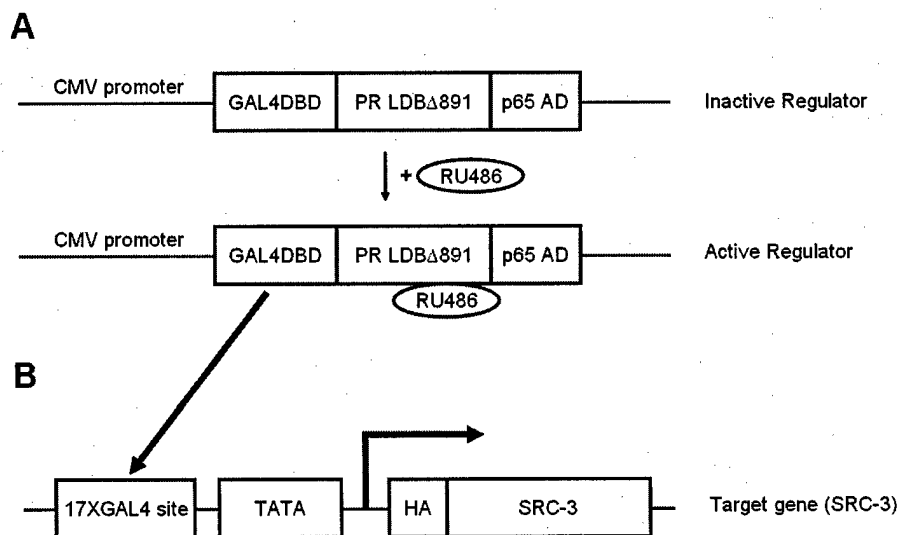 A
CMV promoter
GAL4DBD
PR LDBΔ891
p65 AD
Inactive Regulator
+ RU486
CMV promoter
GAL4DBD
PR LDBΔ891
p65 AD
Active Regulator
RU486
B
17XGAL4 site
TATA
HA
SRC-3
Target gene (SRC-3)